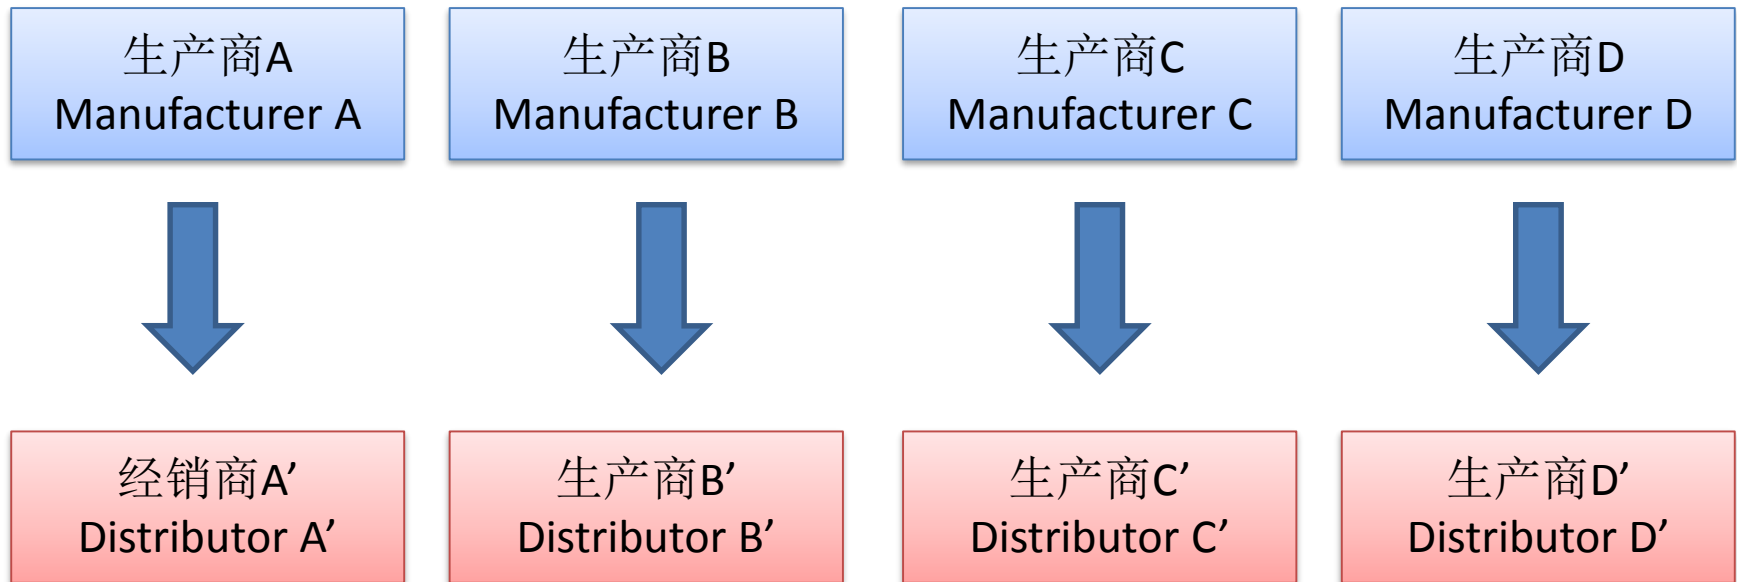 生产商A
Manufacturer A
生产商B
Manufacturer B
生产商C
Manufacturer C
生产商D
Manufacturer D
经销商A’
Distributor A’
生产商B’
Distributor B’
生产商C’
Distributor C’
生产商D’
Distributor D’